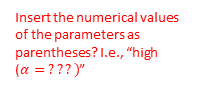 Insert the numerical values
of the parameters as
parentheses? I.e., “high
(α = ? ? ? )”